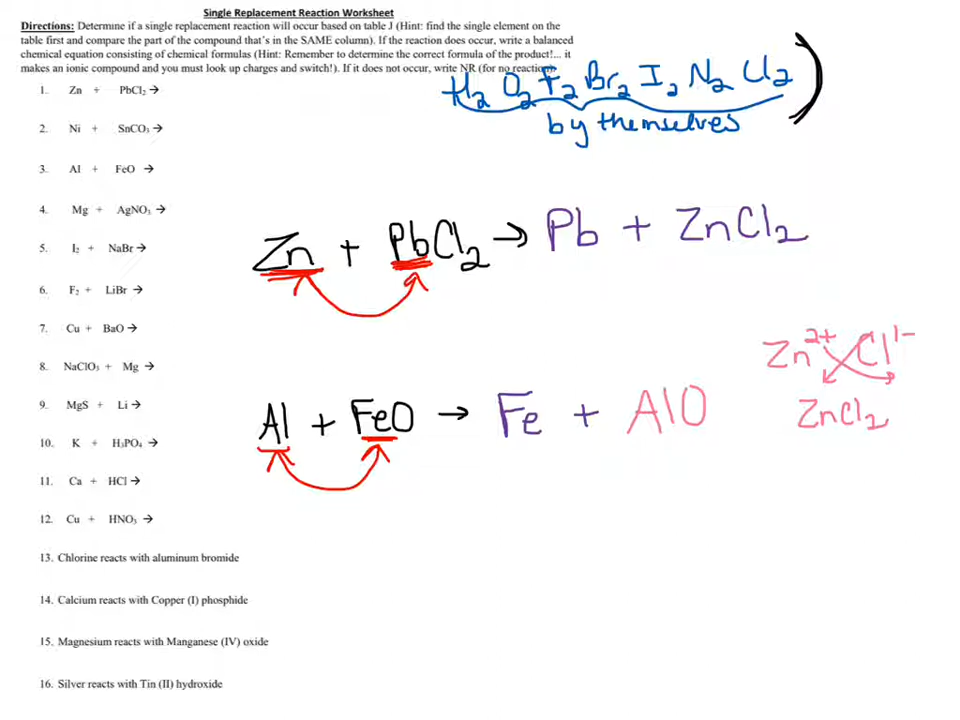 Single Replacement Reaction Worksheet
Directions: Determine if a single replacement reaction will occur based on table J (Hint: find the single element on the
table first and compare the part of the compound that's in the SAME column). If the reaction does occur, write a balanced
chemical equation consisting of chemical formulas (Hint: Remember to determine the correct formula of the product!... it
makes an ionic compound and you must look up charges and switch!). If it does not occur, write NR (for no reaction
H₂ O₂ F₂ Br₂ I₂ N₂ Cl₂ )
by themselves
1. Zn + PbCl₂ →
2. Ni + SnCO₃ →
3. Al + FeO →
4. Mg + AgNO₃ →
5. I₂ + NaBr →
6. F₂ + LiBr →
7. Cu + BaO →
8. NaClO₃ + Mg →
9. MgS + Li →
10. K + H₃PO₄ →
11. Ca + HCl →
12. Cu + HNO₃ →
13. Chlorine reacts with aluminum bromide
14. Calcium reacts with Copper (I) phosphide
15. Magnesium reacts with Manganese (IV) oxide
16. Silver reacts with Tin (II) hydroxide
Zn + PbCl₂ → Pb + ZnCl₂
Zn²⁺ Cl¹⁻
ZnCl₂
Al + FeO → Fe + AlO